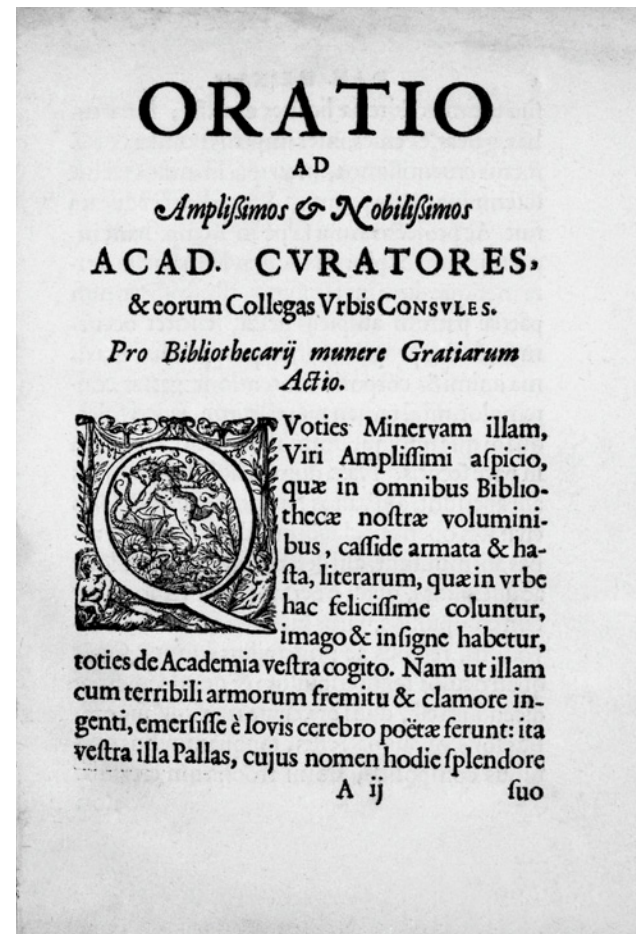 ORATIO
AD
Ampliſsimos & Nobiliſsimos
ACAD. CVRATORES,
& eorum Collegas Vrbis CONSVLES.
Pro Bibliothecarij munere Gratiarum
Actio.
QVoties Minervam illam,
Viri Ampliſſimi aſpicio,
quæ in omnibus Biblio-
thecæ noſtræ volumini-
bus, caſſide armata & ha-
ſta, literarum, quæ in vrbe
hac feliciſſime coluntur,
imago & inſigne habetur,
toties de Academia veſtra cogito. Nam ut illam
cum terribili armorum fremitu & clamore in-
genti, emerſiſſe è Iovis cerebro poëtæ ferunt: ita
veſtra illa Pallas, cujus nomen hodie ſplendore
A ij ſuo